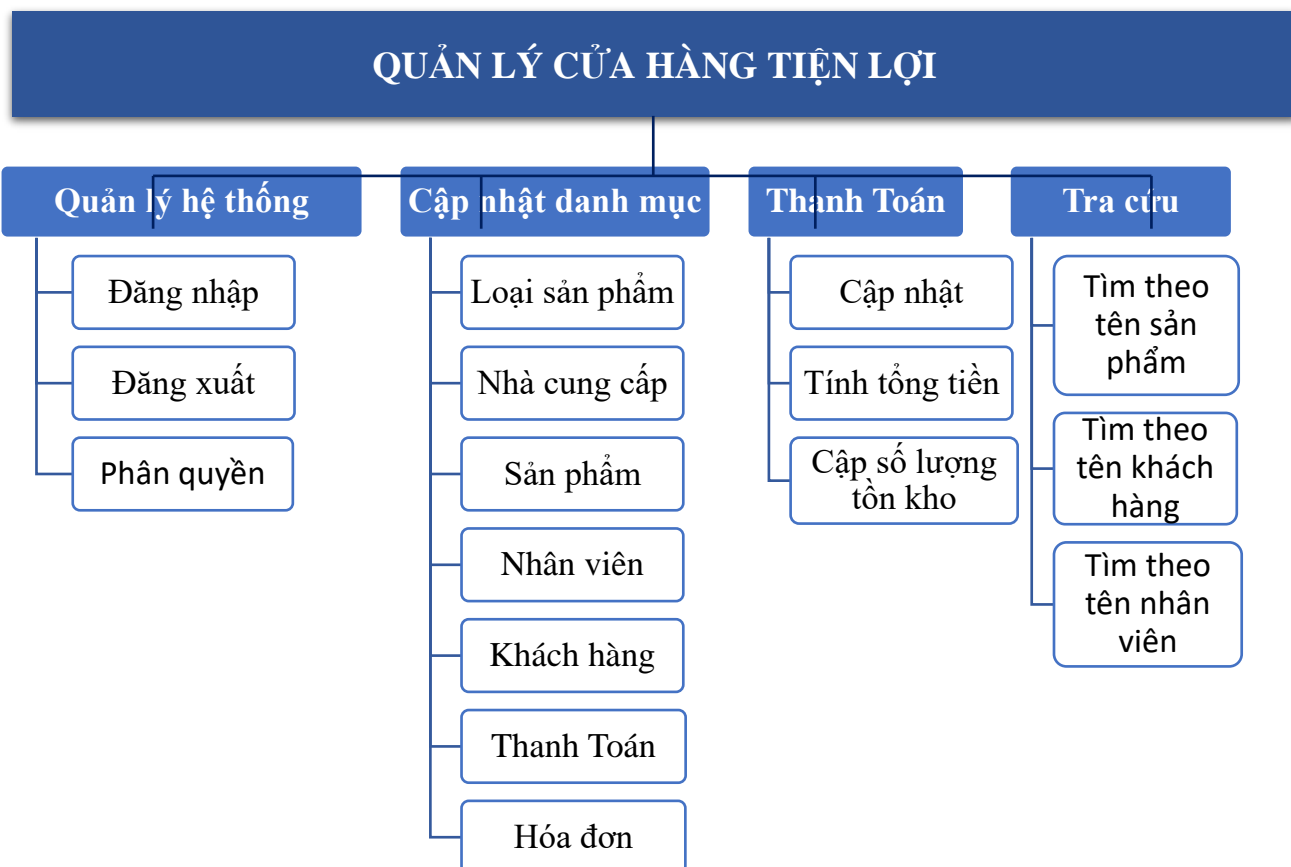 QUẢN LÝ CỬA HÀNG TIỆN LỢI
Quản lý hệ thống
Đăng nhập
Đăng xuất
Phân quyền
Cập nhật danh mục
Loại sản phẩm
Nhà cung cấp
Sản phẩm
Nhân viên
Khách hàng
Thanh Toán
Hóa đơn
Thanh Toán
Cập nhật
Tính tổng tiền
Cập số lượng
tồn kho
Tra cứu
Tìm theo
tên sản
phẩm
Tìm theo
tên khách
hàng
Tìm theo
tên nhân
viên